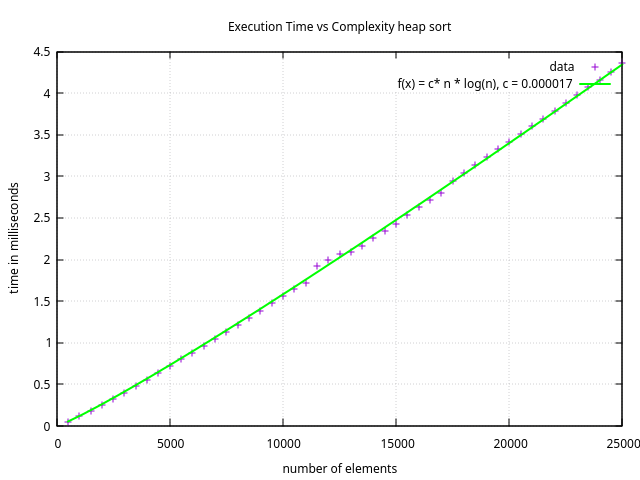 Execution Time vs Complexity heap sort
data
f(x) = c* n * log(n), c = 0.000017
4.5
4
3.5
3
2.5
2
1.5
1
0.5
0
time in milliseconds
0 5000 10000 15000 20000 25000
number of elements